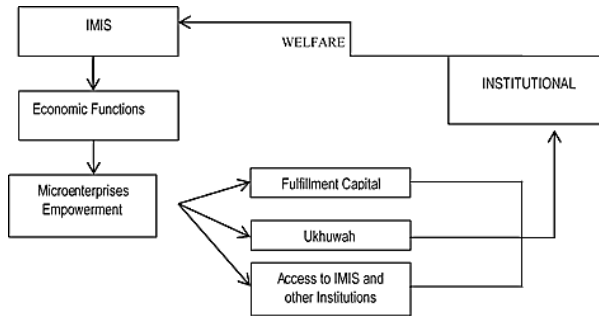 IMIS
WELFARE
INSTITUTIONAL
Economic Functions
Microenterprises
Empowerment
Fulfillment Capital
Ukhuwah
Access to IMIS and
other Institutions